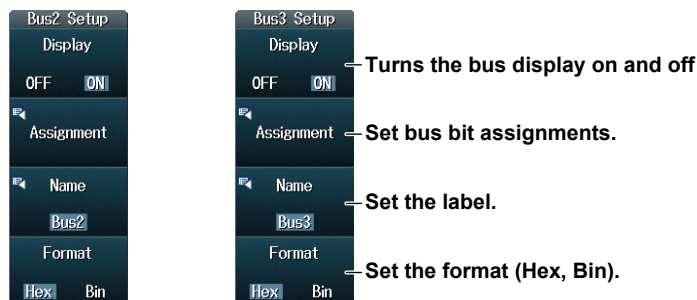 Bus2 Setup
Display
OFF ON
Assignment
Name
Bus2
Format
Hex Bin
Bus3 Setup
Display
OFF ON
Assignment
Name
Bus3
Format
Hex Bin
Turns the bus display on and off
Set bus bit assignments.
Set the label.
Set the format (Hex, Bin).